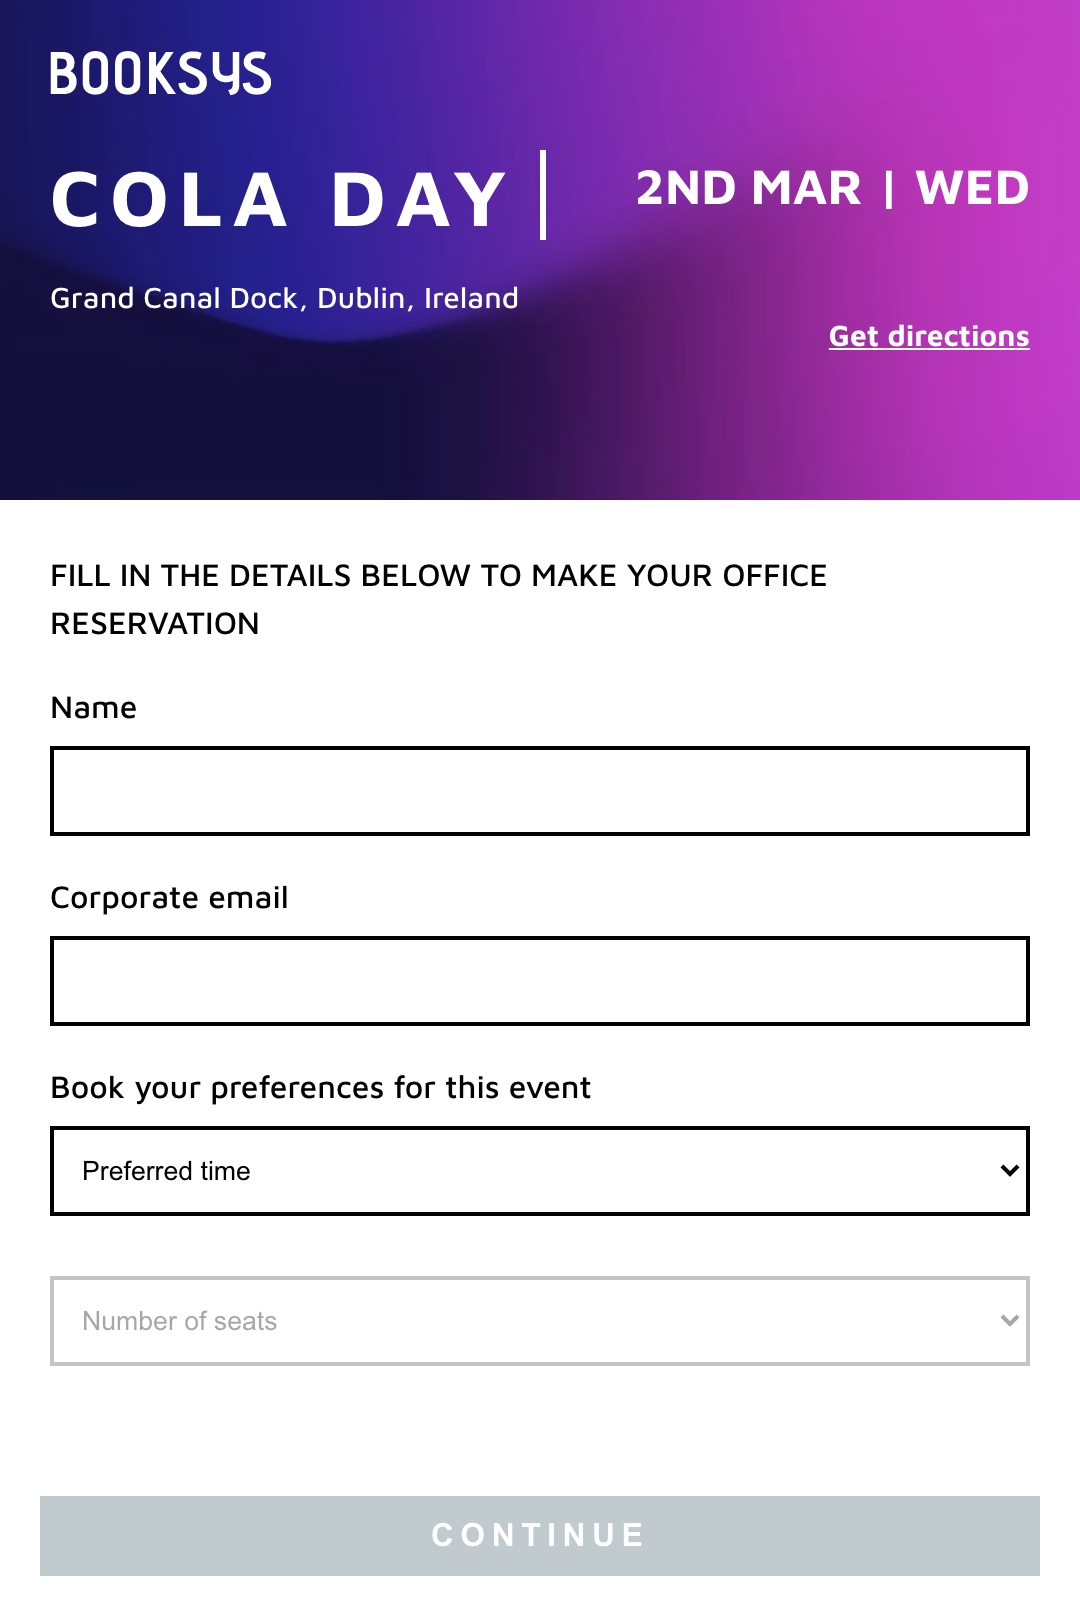 BOOKSYS
COLA DAY
2ND MAR | WED
Grand Canal Dock, Dublin, Ireland
Get directions
FILL IN THE DETAILS BELOW TO MAKE YOUR OFFICE
RESERVATION
Name
Corporate email
Book your preferences for this event
Preferred time
Number of seats
CONTINUE